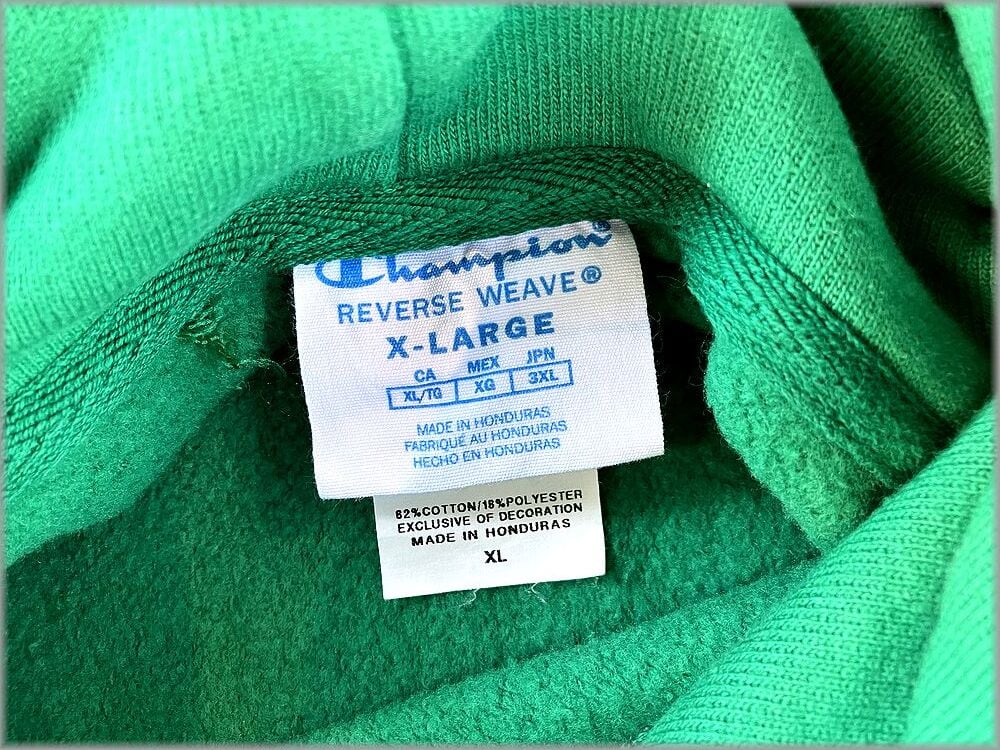 Champion®
REVERSE WEAVE®
X-LARGE
CA MEX JPN
XL/TG XG 3XL
MADE IN HONDURAS
FABRIQUÉ AU HONDURAS
HECHO EN HONDURAS
82%COTTON/18%POLYESTER
EXCLUSIVE OF DECORATION
MADE IN HONDURAS
XL